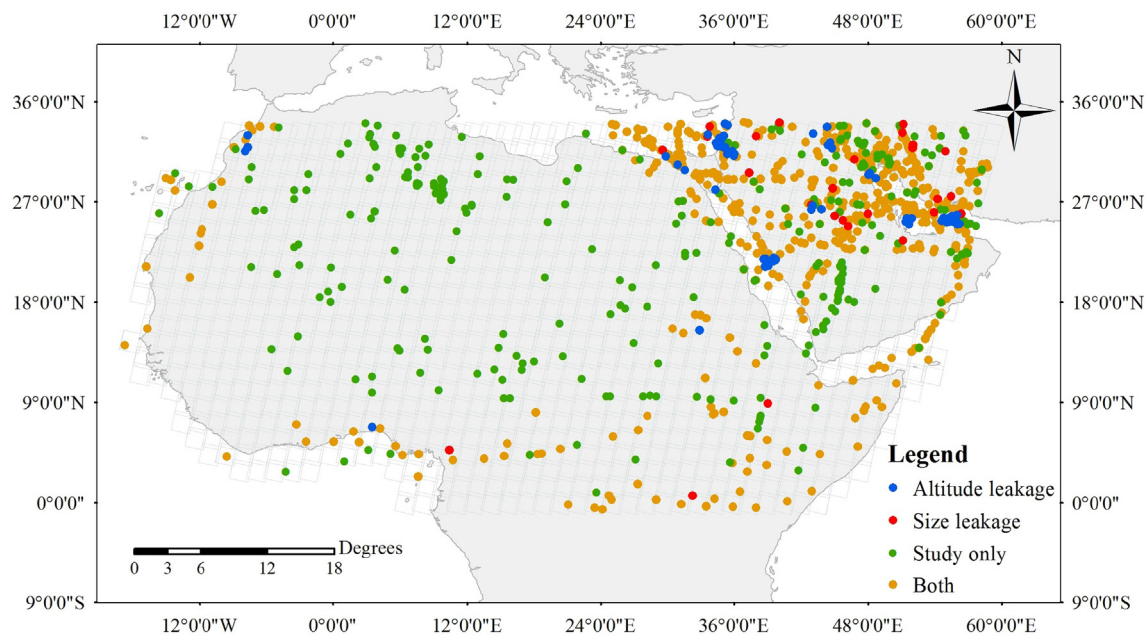 12°0'0"W 0°0'0" 12°0'0"E 24°0'0"E 36°0'0"E 48°0'0"E 60°0'0"E
N
36°0'0"N 36°0'0"N
27°0'0"N 27°0'0"N
18°0'0"N 18°0'0"N
9°0'0"N 9°0'0"N
Legend
Altitude leakage
0°0'0" 0°0'0"
Size leakage
Study only
Degrees
0 3 6 12 18
Both
9°0'0"S 9°0'0"S
12°0'0"W 0°0'0" 12°0'0"E 24°0'0"E 36°0'0"E 48°0'0"E 60°0'0"E